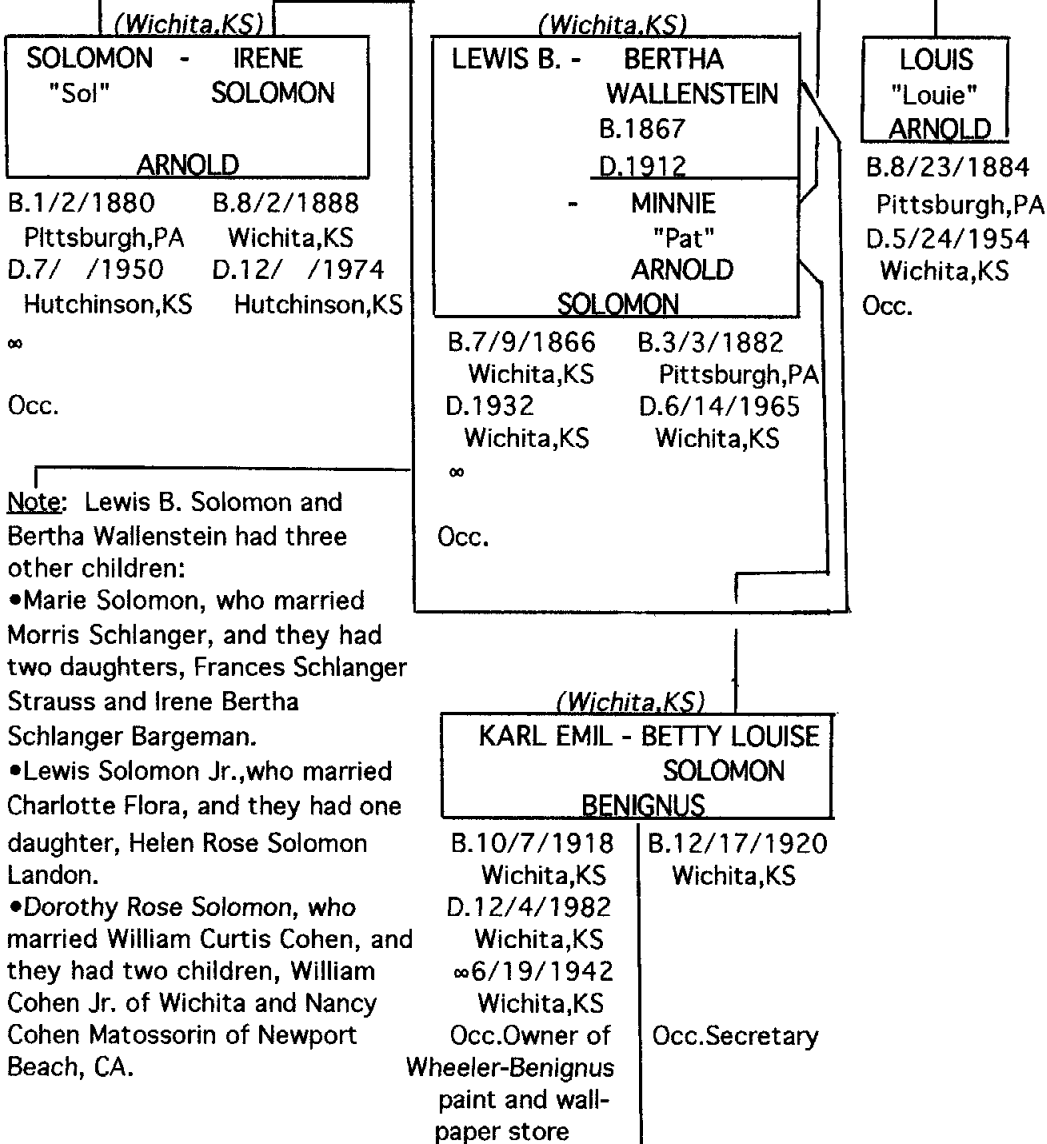 (Wichita,KS)
SOLOMON - IRENE
"Sol" SOLOMON
ARNOLD
B.1/2/1880 B.8/2/1888
PIttsburgh,PA Wichita,KS
D.7/ /1950 D.12/ /1974
Hutchinson,KS Hutchinson,KS
∞
Occ.
(Wichita,KS)
LEWIS B. - BERTHA
WALLENSTEIN
B.1867
D.1912
- MINNIE
"Pat"
ARNOLD
SOLOMON
B.7/9/1866 B.3/3/1882
Wichita,KS Pittsburgh,PA
D.1932 D.6/14/1965
Wichita,KS Wichita,KS
∞
Occ.
LOUIS
"Louie"
ARNOLD
B.8/23/1884
Pittsburgh,PA
D.5/24/1954
Wichita,KS
Occ.
Note: Lewis B. Solomon and
Bertha Wallenstein had three
other children:
•Marie Solomon, who married
Morris Schlanger, and they had
two daughters, Frances Schlanger
Strauss and Irene Bertha
Schlanger Bargeman.
•Lewis Solomon Jr.,who married
Charlotte Flora, and they had one
daughter, Helen Rose Solomon
Landon.
•Dorothy Rose Solomon, who
married William Curtis Cohen, and
they had two children, William
Cohen Jr. of Wichita and Nancy
Cohen Matossorin of Newport
Beach, CA.
(Wichita,KS)
KARL EMIL - BETTY LOUISE
SOLOMON
BENIGNUS
B.10/7/1918 B.12/17/1920
Wichita,KS Wichita,KS
D.12/4/1982
Wichita,KS
∞6/19/1942
Wichita,KS
Occ.Owner of Occ.Secretary
Wheeler-Benignus
paint and wall-
paper store